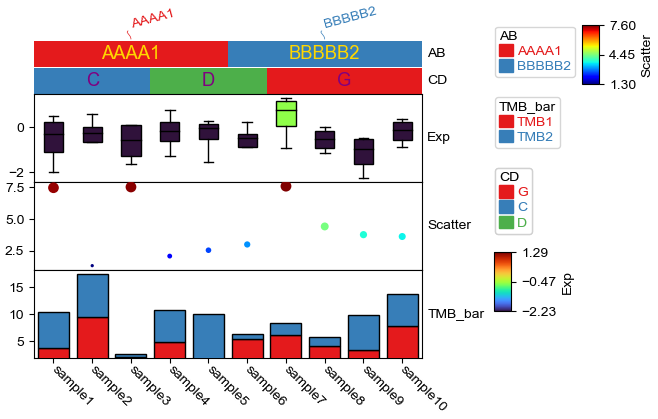 AAAA1
BBBBB2
AAAA1 BBBBB2 AB
C D G CD
0
-2
Exp
7.5
5.0
2.5
Scatter
15
10
5
TMB_bar
sample1 sample2 sample3 sample4 sample5 sample6 sample7 sample8 sample9 sample10
AB
AAAA1
BBBBB2
7.60
4.45
1.30
Scatter
TMB_bar
TMB1
TMB2
CD
G
C
D
1.29
−0.47
−2.23
Exp